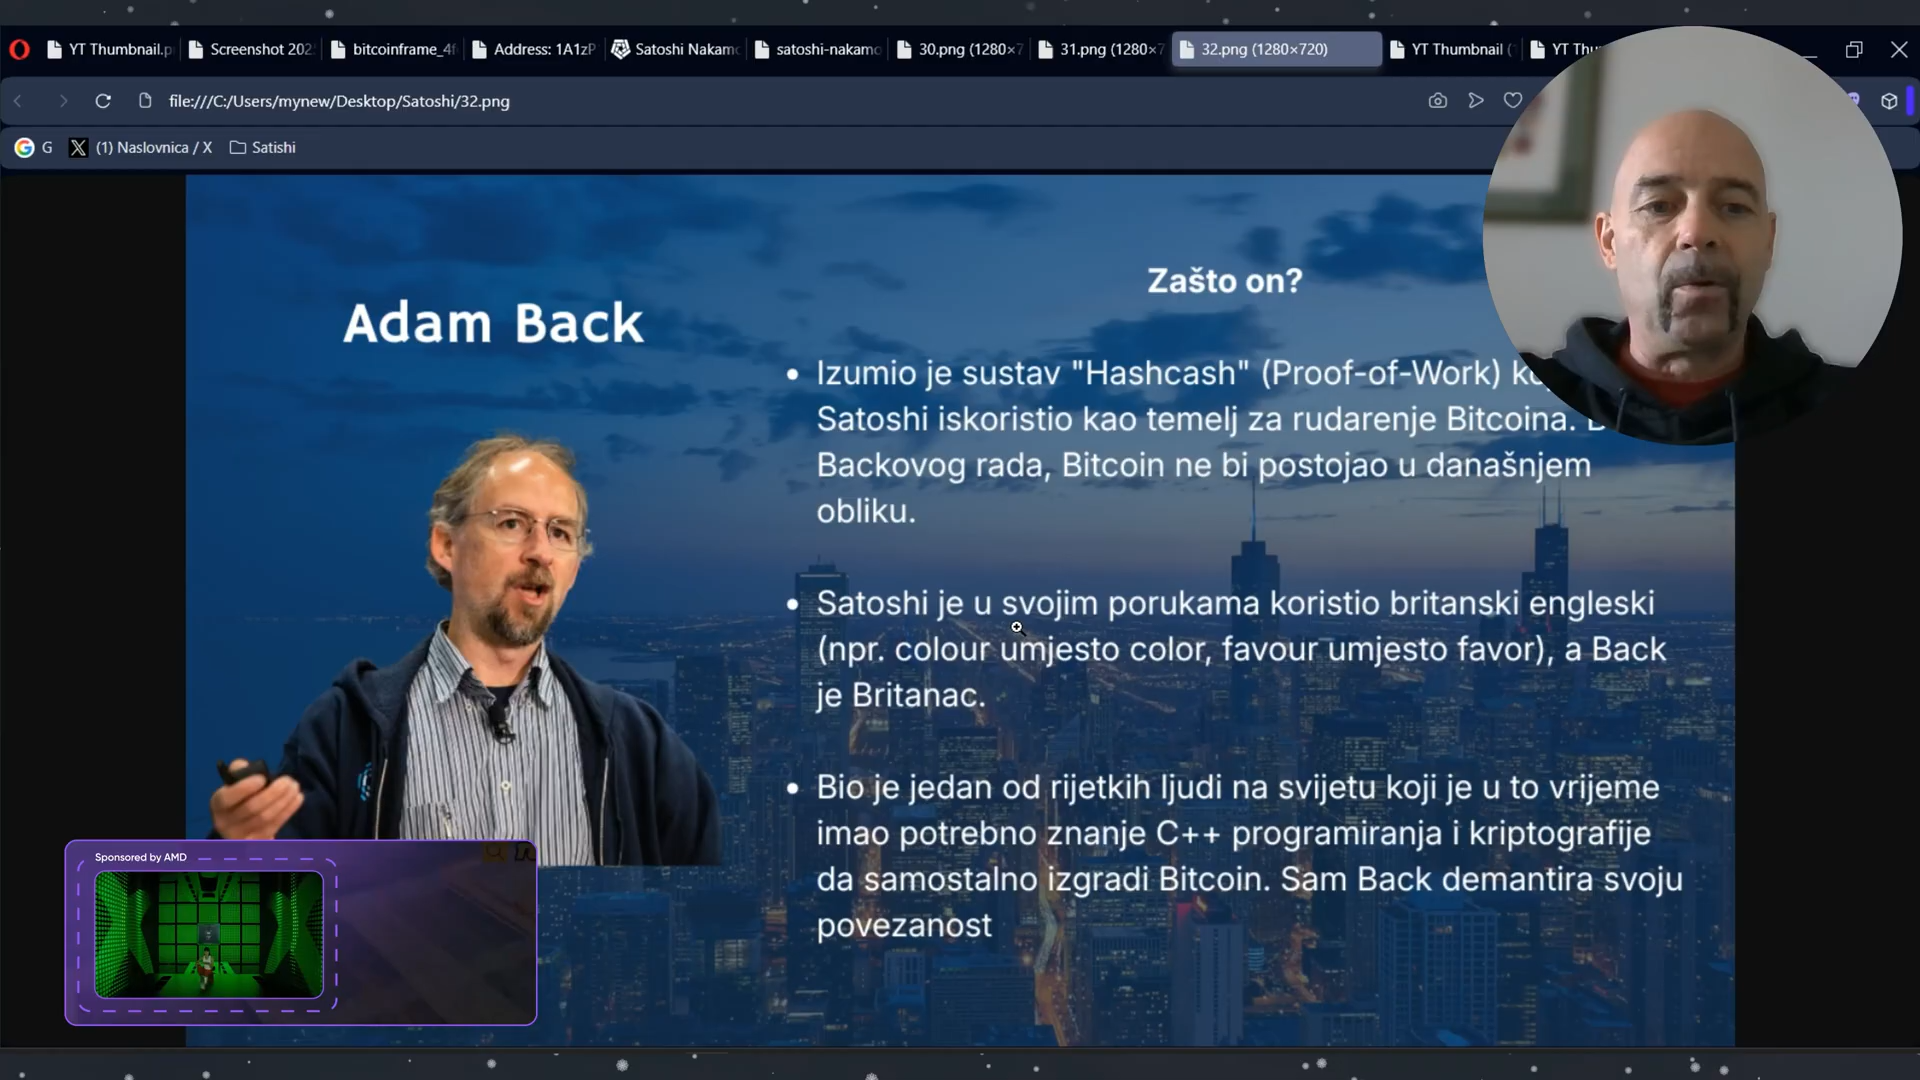 YT Thumbnail.p
Screenshot 202
bitcoinframe_4f
Address: 1A1zP
Satoshi Nakamo
satoshi-nakamo
30.png (1280×7
31.png (1280×7
32.png (1280×720)
YT Thumbnail (
YT Thu
file:///C:/Users/mynew/Desktop/Satoshi/32.png
G
(1) Naslovnica / X
Satishi
Adam Back
Zašto on?
• Izumio je sustav "Hashcash" (Proof-of-Work)
Satoshi iskoristio kao temelj za rudarenje Bitcoina.
Backovog rada, Bitcoin ne bi postojao u današnjem
obliku.
• Satoshi je u svojim porukama koristio britanski engleski
(npr. colour umjesto color, favour umjesto favor), a Back
je Britanac.
• Bio je jedan od rijetkih ljudi na svijetu koji je u to vrijeme
imao potrebno znanje C++ programiranja i kriptografije
da samostalno izgradi Bitcoin. Sam Back demantira svoju
povezanost
Sponsored by AMD